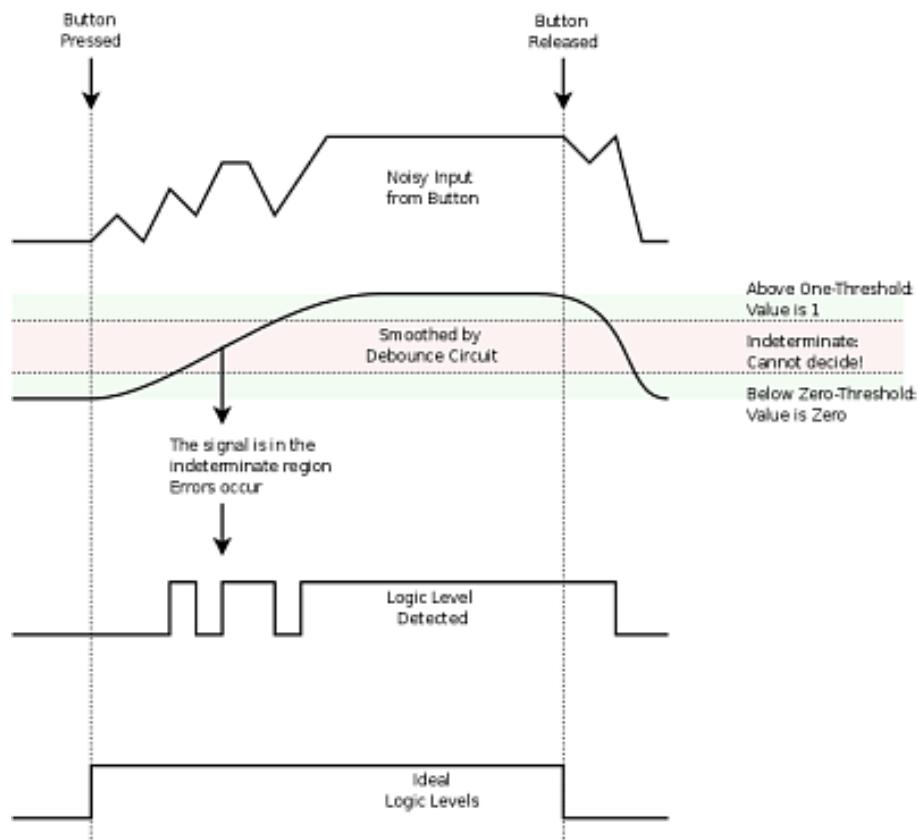 Button
Pressed
Button
Released
Noisy Input
from Button
Above One-Threshold:
Value is 1
Smoothed by
Debounce Circuit
Indeterminate:
Cannot decide!
Below Zero-Threshold:
Value is Zero
The signal is in the
indeterminate region
Errors occur
Logic Level
Detected
Ideal
Logic Levels